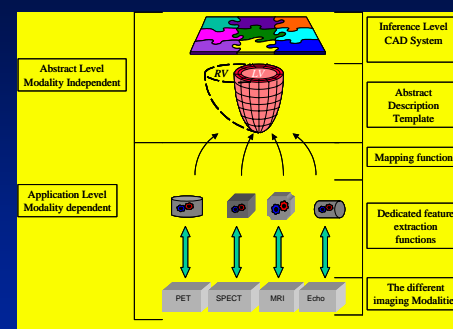 Inference Level
CAD System
Abstract Level
Modality Independent
RV
LV
Abstract
Description
Template
Mapping function
Application Level
Modality dependent
Dedicated feature
extraction
functions
PET
SPECT
MRI
Echo
The different
imaging Modalitie